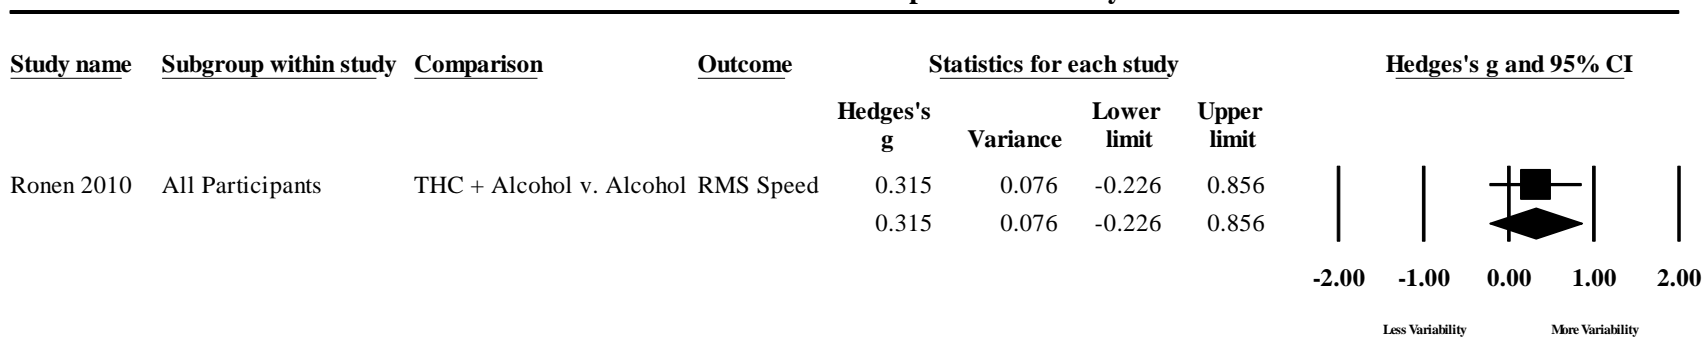 Study name Subgroup within study Comparison Outcome Statistics for each study Hedges's g and 95% CI
Hedges's g Variance Lower limit Upper limit
Ronen 2010 All Participants THC + Alcohol v. Alcohol RMS Speed 0.315 0.076 -0.226 0.856
0.315 0.076 -0.226 0.856
-2.00 -1.00 0.00 1.00 2.00
Less Variability More Variability